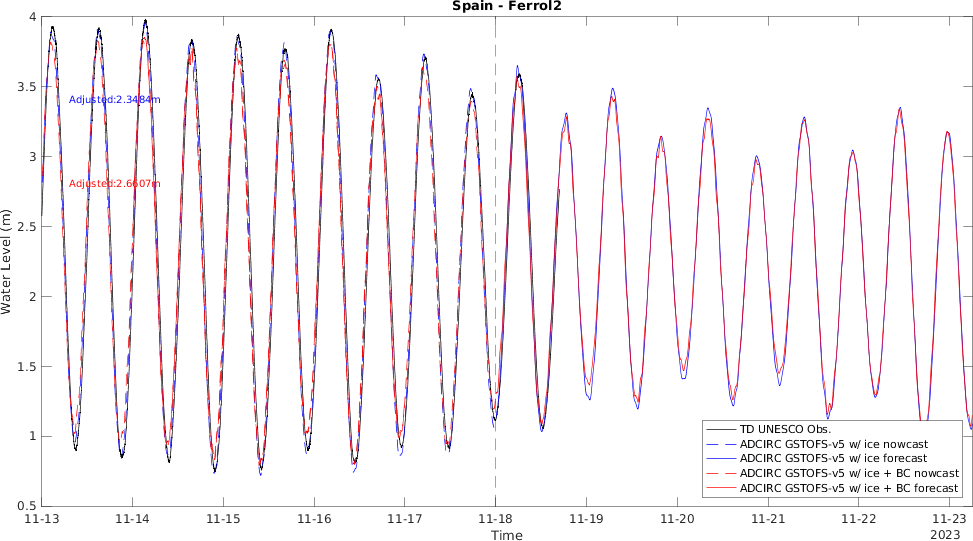 Spain - Ferrol2
4
3.5
3
2.5
2
1.5
1
0.5
Water Level (m)
Adjusted:2.3484m
Adjusted:2.6607m
TD UNESCO Obs.
ADCIRC GSTOFS-v5 w/ ice nowcast
ADCIRC GSTOFS-v5 w/ ice forecast
ADCIRC GSTOFS-v5 w/ ice + BC nowcast
ADCIRC GSTOFS-v5 w/ ice + BC forecast
11-13 11-14 11-15 11-16 11-17 11-18 11-19 11-20 11-21 11-22 11-23
Time
2023